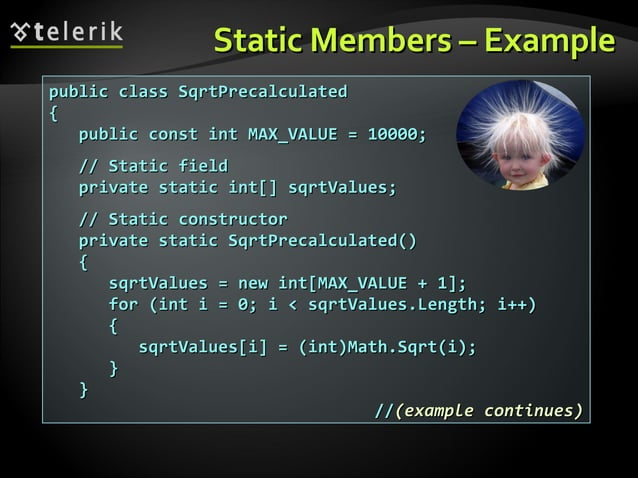 telerik
Static Members – Example
public class SqrtPrecalculated
{
public const int MAX_VALUE = 10000;
// Static field
private static int[] sqrtValues;
// Static constructor
private static SqrtPrecalculated()
{
sqrtValues = new int[MAX_VALUE + 1];
for (int i = 0; i < sqrtValues.Length; i++)
{
sqrtValues[i] = (int)Math.Sqrt(i);
}
}
//(example continues)